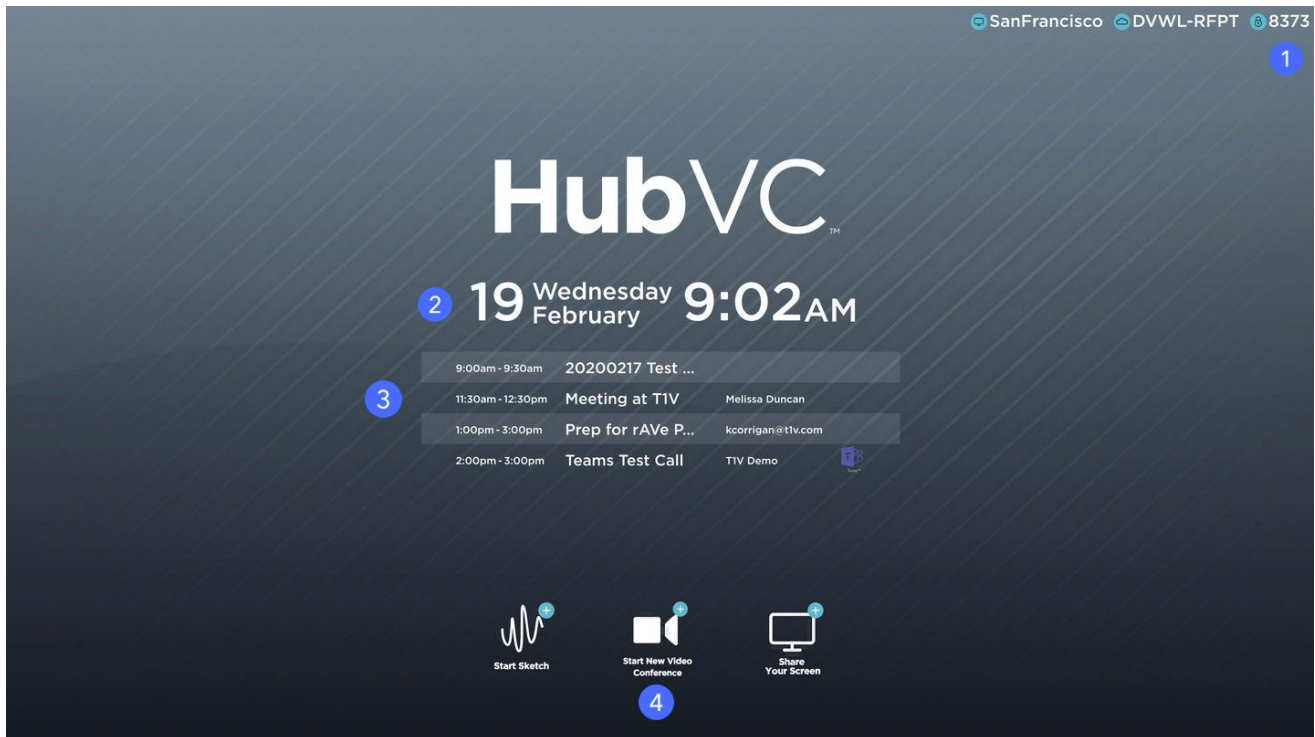 SanFrancisco DVWL-RFPT 8373
1
HubVC™
2 19 Wednesday February 9:02AM
9:00am - 9:30am 20200217 Test ...
3 11:30am - 12:30pm Meeting at T1V Melissa Duncan
1:00pm - 3:00pm Prep for rAVe P... kcorrigan@t1v.com
2:00pm - 3:00pm Teams Test Call T1V Demo T
Start Sketch
Start New Video
Conference
Share
Your Screen
4